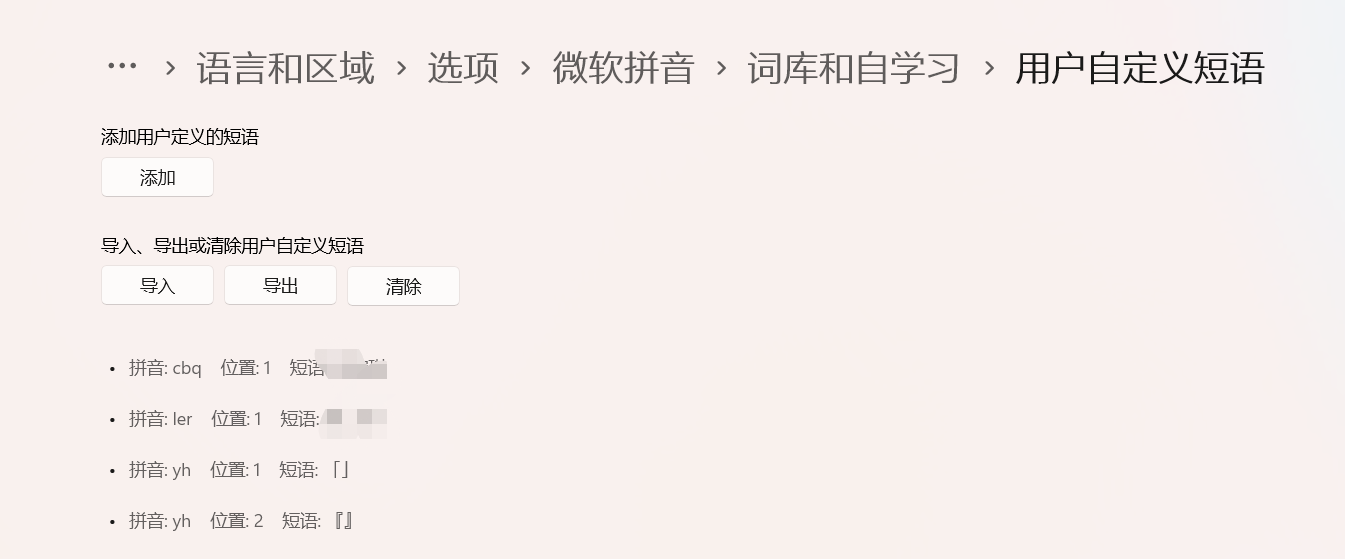 … > 语言和区域 > 选项 > 微软拼音 > 词库和自学习 > 用户自定义短语
添加用户定义的短语
添加
导入、导出或清除用户自定义短语
导入 导出 清除
• 拼音: cbq 位置: 1 短语
• 拼音: ler 位置: 1 短语:
• 拼音: yh 位置: 1 短语: 「」
• 拼音: yh 位置: 2 短语: 『』